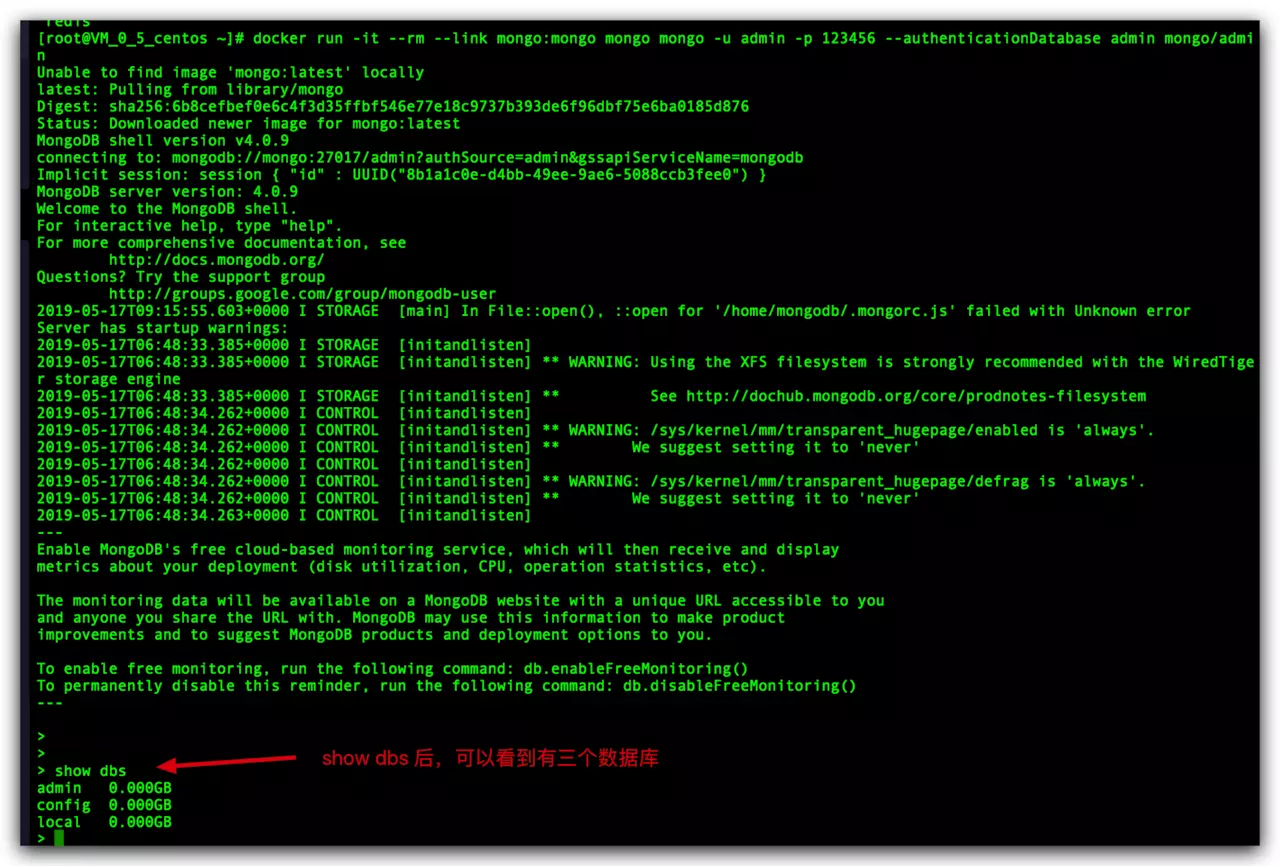 redis
[root@VM_0_5_centos ~]# docker run -it --rm --link mongo:mongo mongo mongo -u admin -p 123456 --authenticationDatabase admin mongo/admi
n
Unable to find image 'mongo:latest' locally
latest: Pulling from library/mongo
Digest: sha256:6b8cefbef0e6c4f3d35ffbf546e77e18c9737b393de6f96dbf75e6ba0185d876
Status: Downloaded newer image for mongo:latest
MongoDB shell version v4.0.9
connecting to: mongodb://mongo:27017/admin?authSource=admin&gssapiServiceName=mongodb
Implicit session: session { "id" : UUID("8b1a1c0e-d4bb-49ee-9ae6-5088ccb3fee0") }
MongoDB server version: 4.0.9
Welcome to the MongoDB shell.
For interactive help, type "help".
For more comprehensive documentation, see
http://docs.mongodb.org/
Questions? Try the support group
http://groups.google.com/group/mongodb-user
2019-05-17T09:15:55.603+0000 I STORAGE [main] In File::open(), ::open for '/home/mongodb/.mongorc.js' failed with Unknown error
Server has startup warnings:
2019-05-17T06:48:33.385+0000 I STORAGE [initandlisten]
2019-05-17T06:48:33.385+0000 I STORAGE [initandlisten] ** WARNING: Using the XFS filesystem is strongly recommended with the WiredTige
r storage engine
2019-05-17T06:48:33.385+0000 I STORAGE [initandlisten] ** See http://dochub.mongodb.org/core/prodnotes-filesystem
2019-05-17T06:48:34.262+0000 I CONTROL [initandlisten]
2019-05-17T06:48:34.262+0000 I CONTROL [initandlisten] ** WARNING: /sys/kernel/mm/transparent_hugepage/enabled is 'always'.
2019-05-17T06:48:34.262+0000 I CONTROL [initandlisten] ** We suggest setting it to 'never'
2019-05-17T06:48:34.262+0000 I CONTROL [initandlisten]
2019-05-17T06:48:34.262+0000 I CONTROL [initandlisten] ** WARNING: /sys/kernel/mm/transparent_hugepage/defrag is 'always'.
2019-05-17T06:48:34.262+0000 I CONTROL [initandlisten] ** We suggest setting it to 'never'
2019-05-17T06:48:34.263+0000 I CONTROL [initandlisten]
---
Enable MongoDB's free cloud-based monitoring service, which will then receive and display
metrics about your deployment (disk utilization, CPU, operation statistics, etc).
The monitoring data will be available on a MongoDB website with a unique URL accessible to you
and anyone you share the URL with. MongoDB may use this information to make product
improvements and to suggest MongoDB products and deployment options to you.
To enable free monitoring, run the following command: db.enableFreeMonitoring()
To permanently disable this reminder, run the following command: db.disableFreeMonitoring()
---
>
>
show dbs 后，可以看到有三个数据库
> show dbs
admin 0.000GB
config 0.000GB
local 0.000GB
>